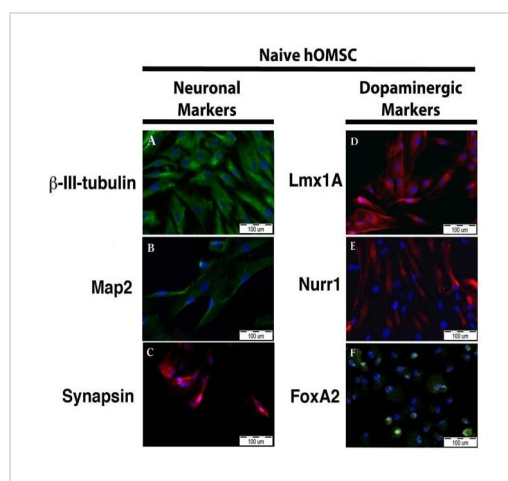 Naive hOMSC
Neuronal
Markers
Dopaminergic
Markers
β-III-tubulin
A
100 um
Lmx1A
D
100 um
Map2
B
100 um
Nurr1
E
100 um
Synapsin
C
100 um
FoxA2
F
100 um